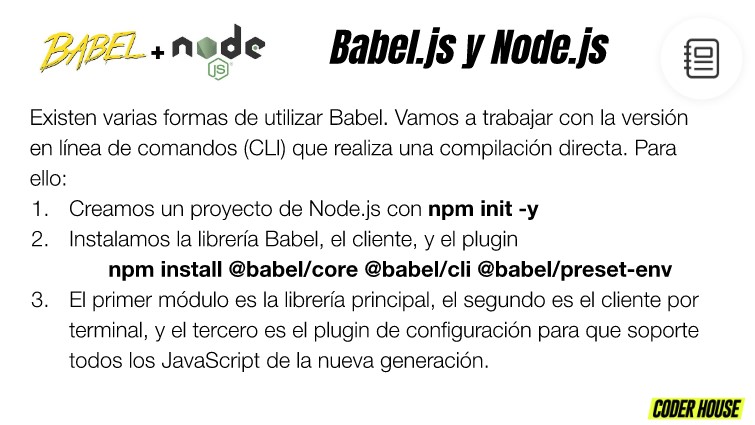 BABEL + node JS
Babel.js y Node.js
Existen varias formas de utilizar Babel. Vamos a trabajar con la versión
en línea de comandos (CLI) que realiza una compilación directa. Para
ello:
1. Creamos un proyecto de Node.js con npm init -y
2. Instalamos la librería Babel, el cliente, y el plugin
npm install @babel/core @babel/cli @babel/preset-env
3. El primer módulo es la librería principal, el segundo es el cliente por
terminal, y el tercero es el plugin de configuración para que soporte
todos los JavaScript de la nueva generación.
CODER HOUSE